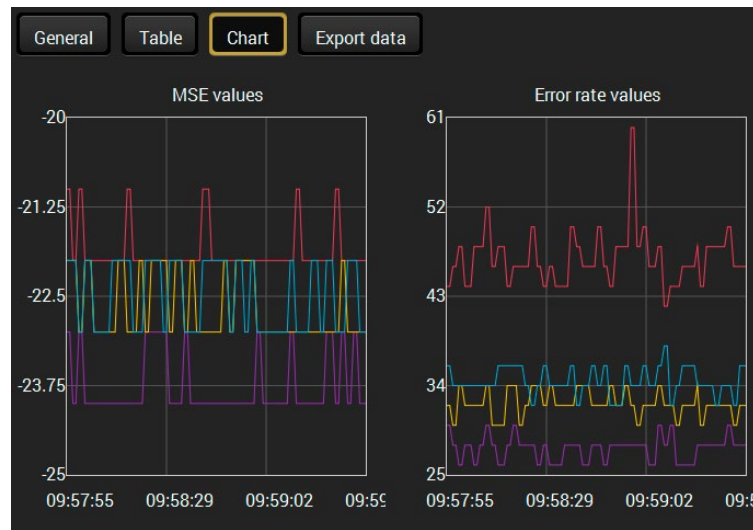 General Table Chart Export data
MSE values
-20
-21.25
-22.5
-23.75
-25
09:57:55 09:58:29 09:59:02
Error rate values
61
52
43
34
25
09:57:55 09:58:29 09:59:02